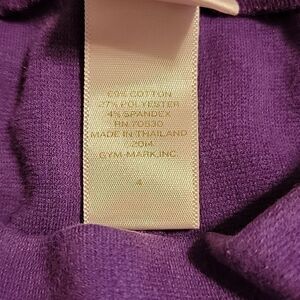 69% COTTON
27% POLYESTER
4% SPANDEX
RN 70530
MADE IN THAILAND
2014
GYM-MARK, INC.
4